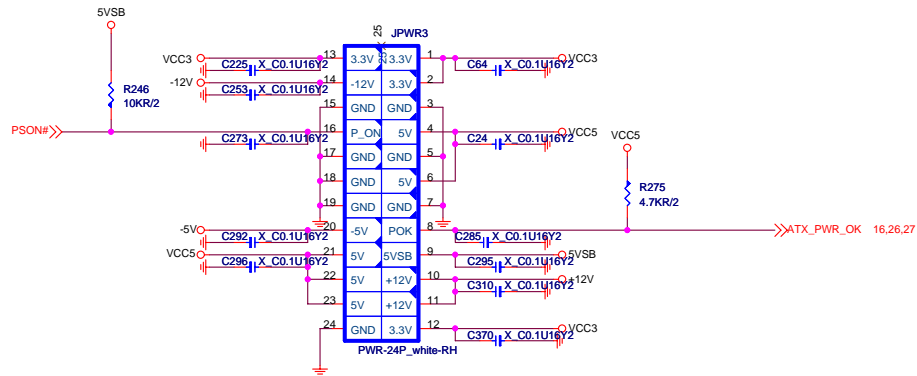 5VSB
25
25
JPWR3
VCC3 13 3.3V 3.3V 1 VCC3
C225 X_C0.1U16Y2 C64 X_C0.1U16Y2
-12V 14 -12V 3.3V 2
R246 C253 X_C0.1U16Y2
10KR/2 15 GND GND 3
PSON# 16 P_ON 5V 4 VCC5
C273 X_C0.1U16Y2 C24 X_C0.1U16Y2 VCC5
17 GND GND 5
18 GND 5V 6
R275
4.7KR/2
19 GND GND 7
-5V 20 -5V POK 8 ATX_PWR_OK 16,26,27
C292 X_C0.1U16Y2 C285 X_C0.1U16Y2
VCC5 21 5V 5VSB 9 5VSB
C296 X_C0.1U16Y2 C295 X_C0.1U16Y2
22 5V +12V 10 +12V
C310 X_C0.1U16Y2
23 5V +12V 11
24 GND 3.3V 12 VCC3
C370 X_C0.1U16Y2
PWR-24P_white-RH